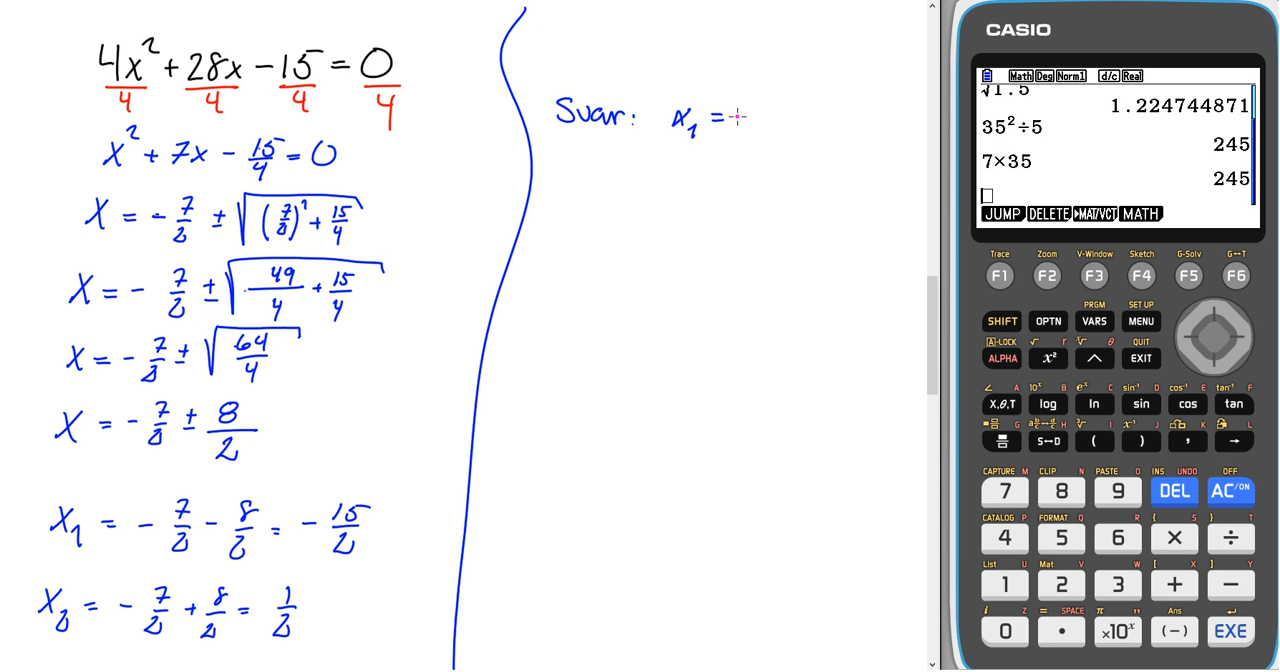 4x² + 28x − 15 = 0
4 4 4 4
x² + 7x − 15/4 = 0
x = − 7/2 ± √((7/2)² + 15/4)
x = − 7/2 ± √(49/4 + 15/4)
x = − 7/2 ± √(64/4)
x = − 7/2 ± 8/2
x₁ = − 7/2 − 8/2 = − 15/2
x₂ = − 7/2 + 8/2 = 1/2
Svar: x₁ =
CASIO
Math Deg Norm1 d/c Real
√1.5
1.224744871
35²÷5
245
7×35
245
JUMP DELETE ▶MAT/VCT MATH
Trace Zoom V-Window Sketch G-Solv G↔T
F1 F2 F3 F4 F5 F6
PRGM SET UP
SHIFT OPTN VARS MENU
A-LOCK √ r ∛ θ QUIT
ALPHA x² ^ EXIT
∠ A 10ˣ B eˣ C sin⁻¹ D cos⁻¹ E tan⁻¹ F
X,θ,T log ln sin cos tan
G H I x⁻¹ J K L
S↔D ( ) , →
CAPTURE M CLIP N PASTE O INS UNDO OFF
7 8 9 DEL AC/ON
CATALOG P FORMAT Q R { S } T
4 5 6 × ÷
List U Mat V W [ X ] Y
1 2 3 + −
i Z = SPACE π " Ans
0 • ×10ˣ (−) EXE